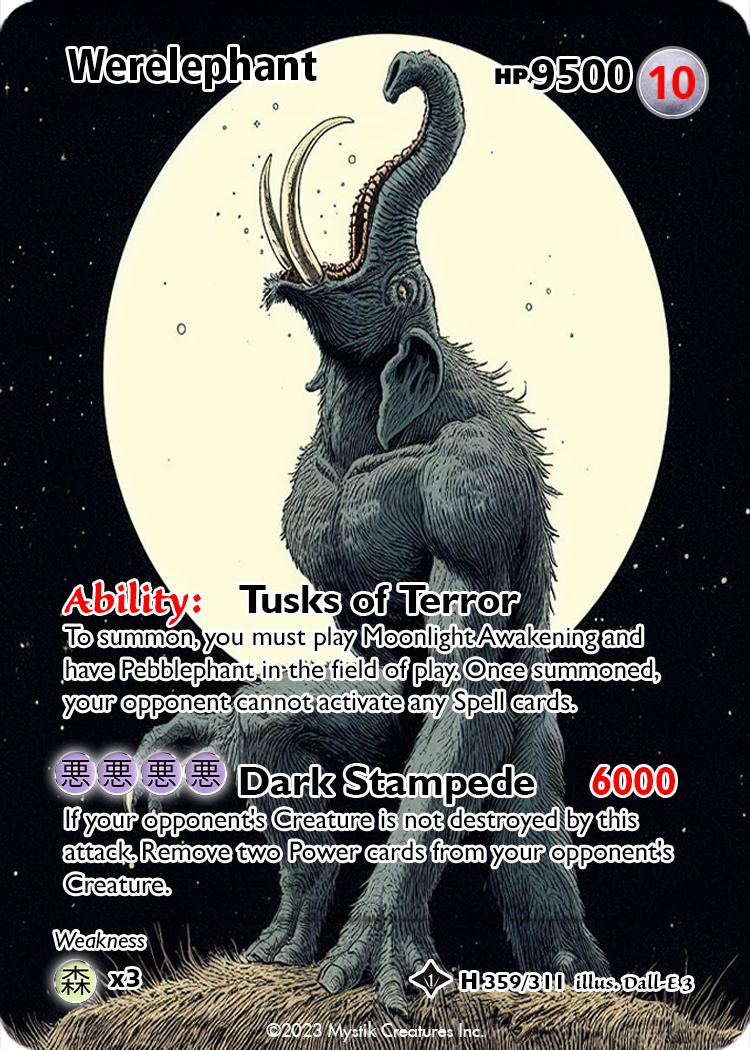 Werelephant HP9500 10
Ability: Tusks of Terror
To summon, you must play Moonlight Awakening and
have Pebblephant in the field of play. Once summoned,
your opponent cannot activate any Spell cards.
悪 悪 悪 悪 Dark Stampede 6000
If your opponent's Creature is not destroyed by this
attack. Remove two Power cards from your opponent's
Creature.
Weakness
森 x3 1 H 359/311 illus. Dall-E 3
©2023 Mystik Creatures Inc.